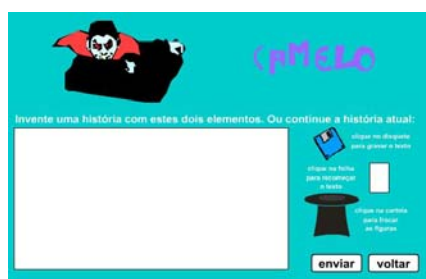 CAMELO
Invente uma história com estes dois elementos. Ou continue a história atual:
clique no disquete
para gravar o texto
clique na folha
para recomeçar
o texto
clique na cartola
para trocar
as figuras
enviar voltar